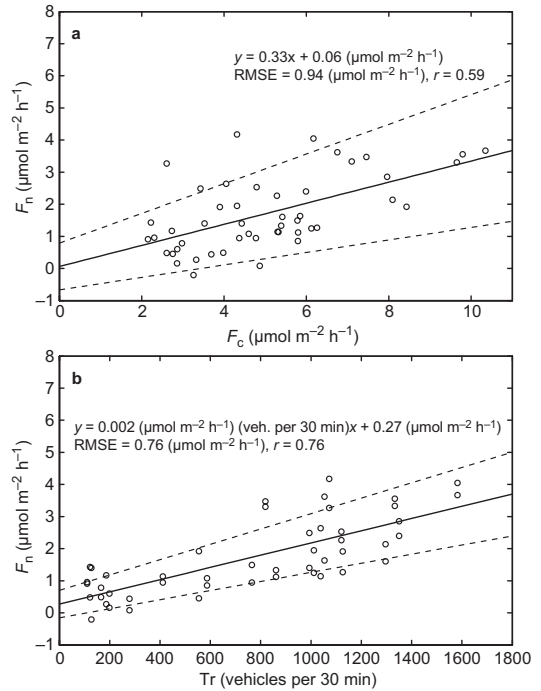 8
a
7
y = 0.33x + 0.06 (µmol m–2 h–1)
6
RMSE = 0.94 (µmol m–2 h–1), r = 0.59
5
4
3
2
1
0
–1
Fn (µmol m–2 h–1)
0 2 4 6 8 10
Fc (µmol m–2 h–1)
8
b
7
6
y = 0.002 (µmol m–2 h–1) (veh. per 30 min)x + 0.27 (µmol m–2 h–1)
RMSE = 0.76 (µmol m–2 h–1), r = 0.76
5
4
3
2
1
0
–1
Fn (µmol m–2 h–1)
0 200 400 600 800 1000 1200 1400 1600 1800
Tr (vehicles per 30 min)